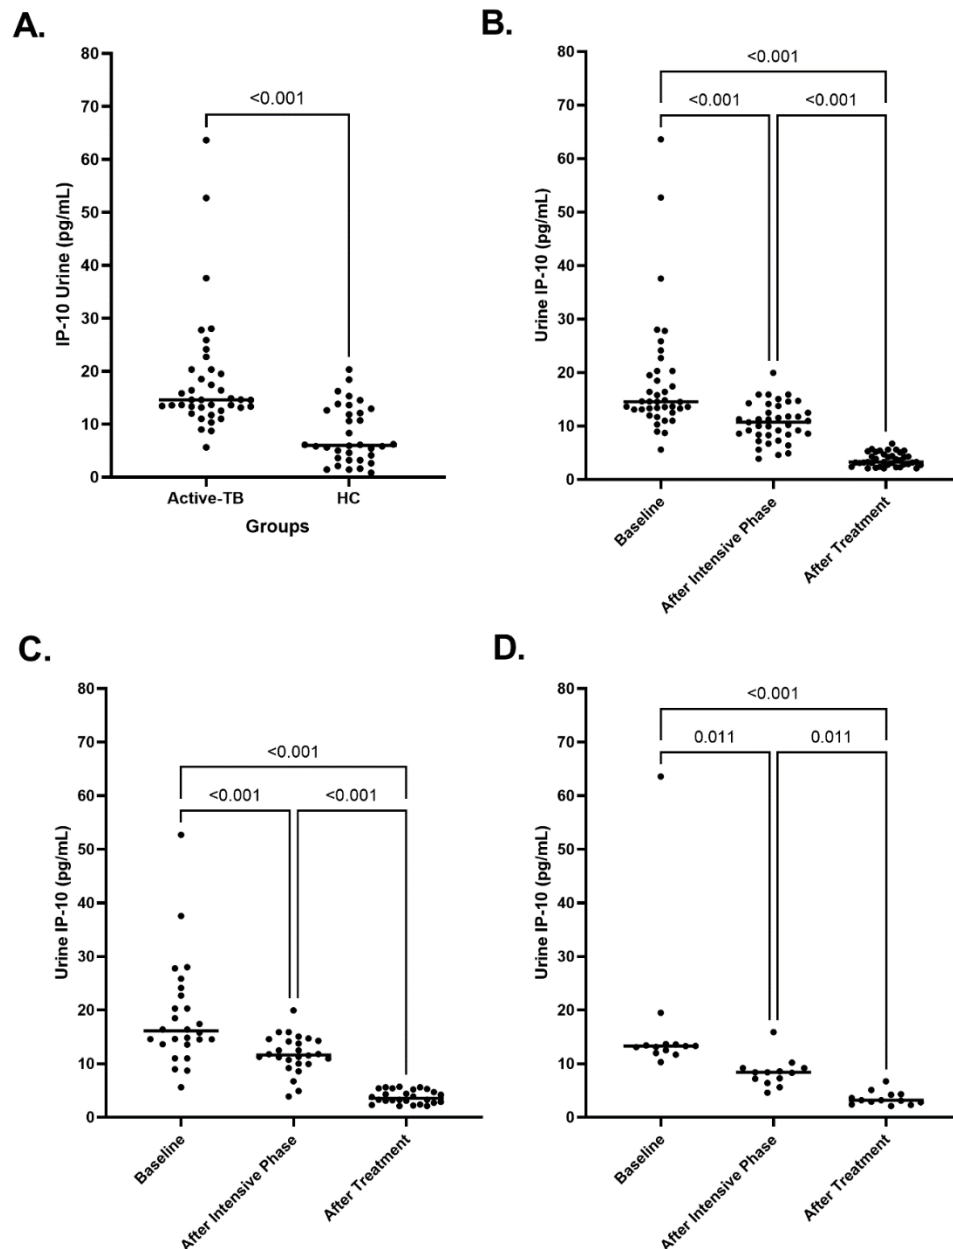 A.
80
70
60
50
40
30
20
10
0
IP-10 Urine (pg/mL)
<0.001
Active-TB
HC
Groups
B.
80
70
60
50
40
30
20
10
0
Urine IP-10 (pg/mL)
<0.001
<0.001 <0.001
Baseline
After Intensive Phase
After Treatment
C.
80
70
60
50
40
30
20
10
0
Urine IP-10 (pg/mL)
<0.001
<0.001 <0.001
Baseline
After Intensive Phase
After Treatment
D.
80
70
60
50
40
30
20
10
0
Urine IP-10 (pg/mL)
<0.001
0.011 0.011
Baseline
After Intensive Phase
After Treatment